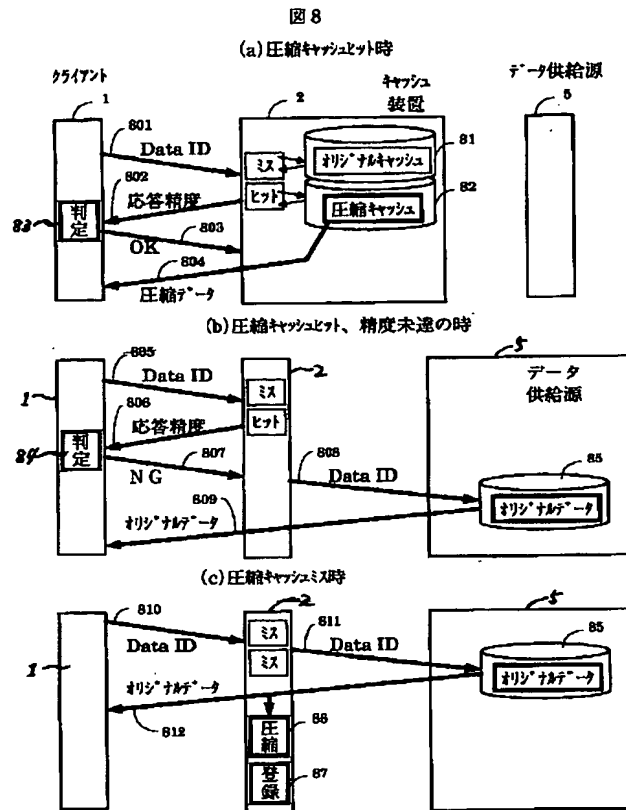 図8
(a)圧縮キャッシュヒット時
クライアント
キャッシュ
装置
データ供給源
1
2
5
801
Data ID
ミス
オリジナルキャッシュ
81
802
応答精度
ヒット
圧縮キャッシュ
82
83
判定
803
OK
804
圧縮データ
(b)圧縮キャッシュヒット、精度未達の時
805
Data ID
2
5
データ
供給源
1
ミス
806
応答精度
ヒット
84
判定
807
NG
808
Data ID
85
809
オリジナルデータ
オリジナルデータ
(c)圧縮キャッシュミス時
2
5
810
Data ID
ミス
811
Data ID
85
ミス
1
オリジナルデータ
オリジナルデータ
812
圧縮
86
登録
87